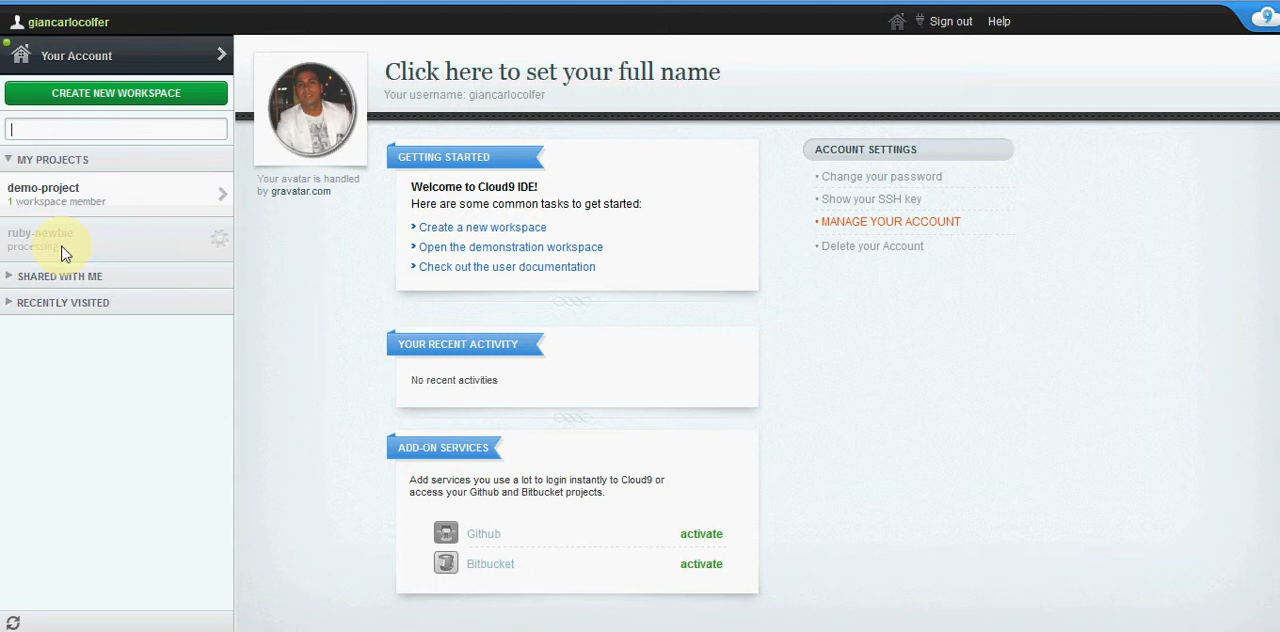 giancarlocolfer
Sign out
Help
9
Your Account
CREATE NEW WORKSPACE
MY PROJECTS
demo-project
1 workspace member
ruby-newbie
processing
SHARED WITH ME
RECENTLY VISITED
Click here to set your full name
Your username: giancarlocolfer
Your avatar is handled
by gravatar.com
GETTING STARTED
Welcome to Cloud9 IDE!
Here are some common tasks to get started:
Create a new workspace
Open the demonstration workspace
Check out the user documentation
YOUR RECENT ACTIVITY
No recent activities
ADD-ON SERVICES
Add services you use a lot to login instantly to Cloud9 or
access your Github and Bitbucket projects.
Github activate
Bitbucket activate
ACCOUNT SETTINGS
• Change your password
• Show your SSH key
• MANAGE YOUR ACCOUNT
• Delete your Account